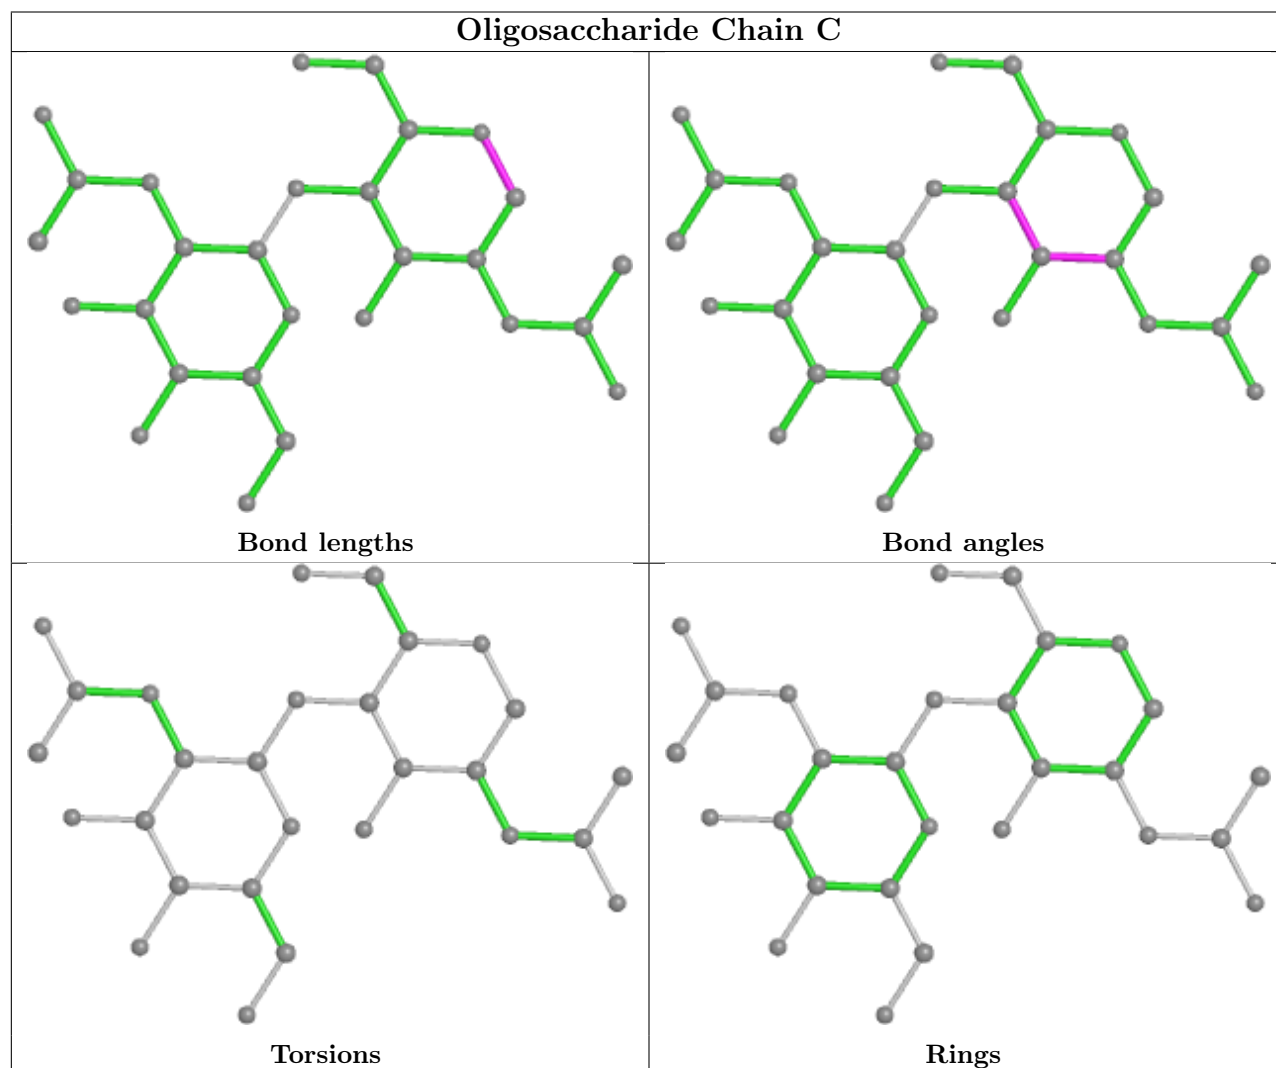 Oligosaccharide Chain C
Bond lengths
Bond angles
Torsions
Rings